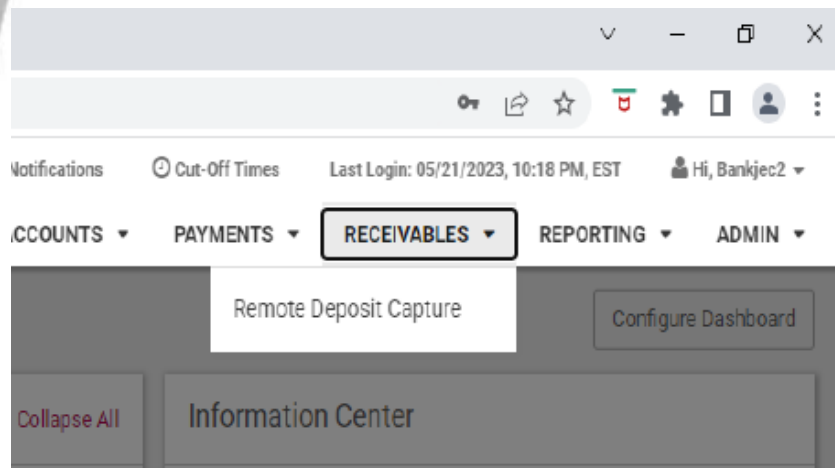 Notifications Cut-Off Times Last Login: 05/21/2023, 10:18 PM, EST Hi, Bankjec2
ACCOUNTS PAYMENTS RECEIVABLES REPORTING ADMIN
Remote Deposit Capture
Configure Dashboard
Collapse All Information Center